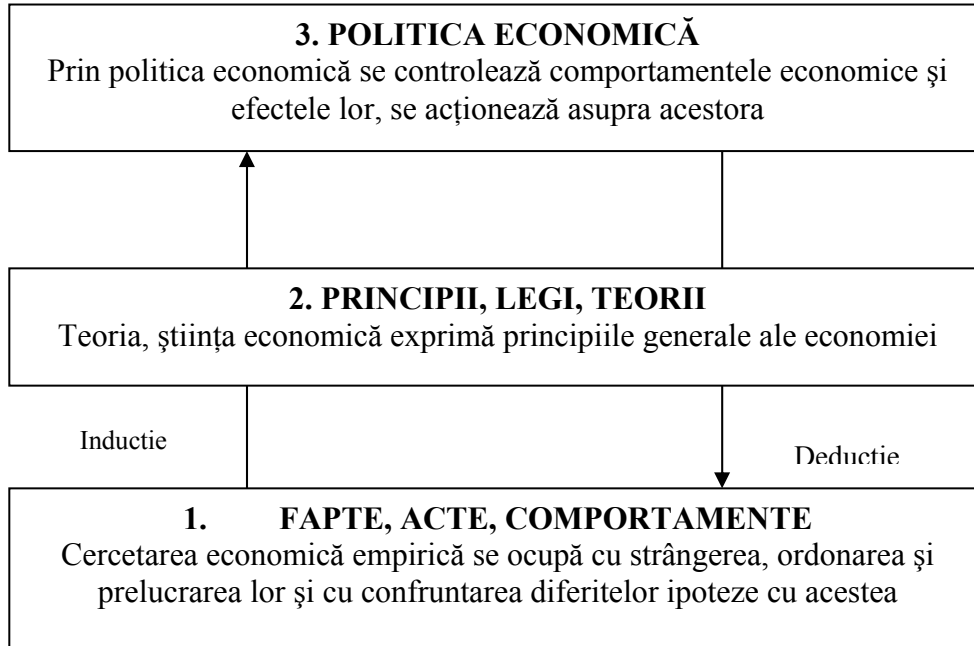 3. POLITICA ECONOMICĂ
Prin politica economică se controlează comportamentele economice şi
efectele lor, se acţionează asupra acestora
2. PRINCIPII, LEGI, TEORII
Teoria, ştiinţa economică exprimă principiile generale ale economiei
Inductie
Deductie
1. FAPTE, ACTE, COMPORTAMENTE
Cercetarea economică empirică se ocupă cu strângerea, ordonarea şi
prelucrarea lor şi cu confruntarea diferitelor ipoteze cu acestea